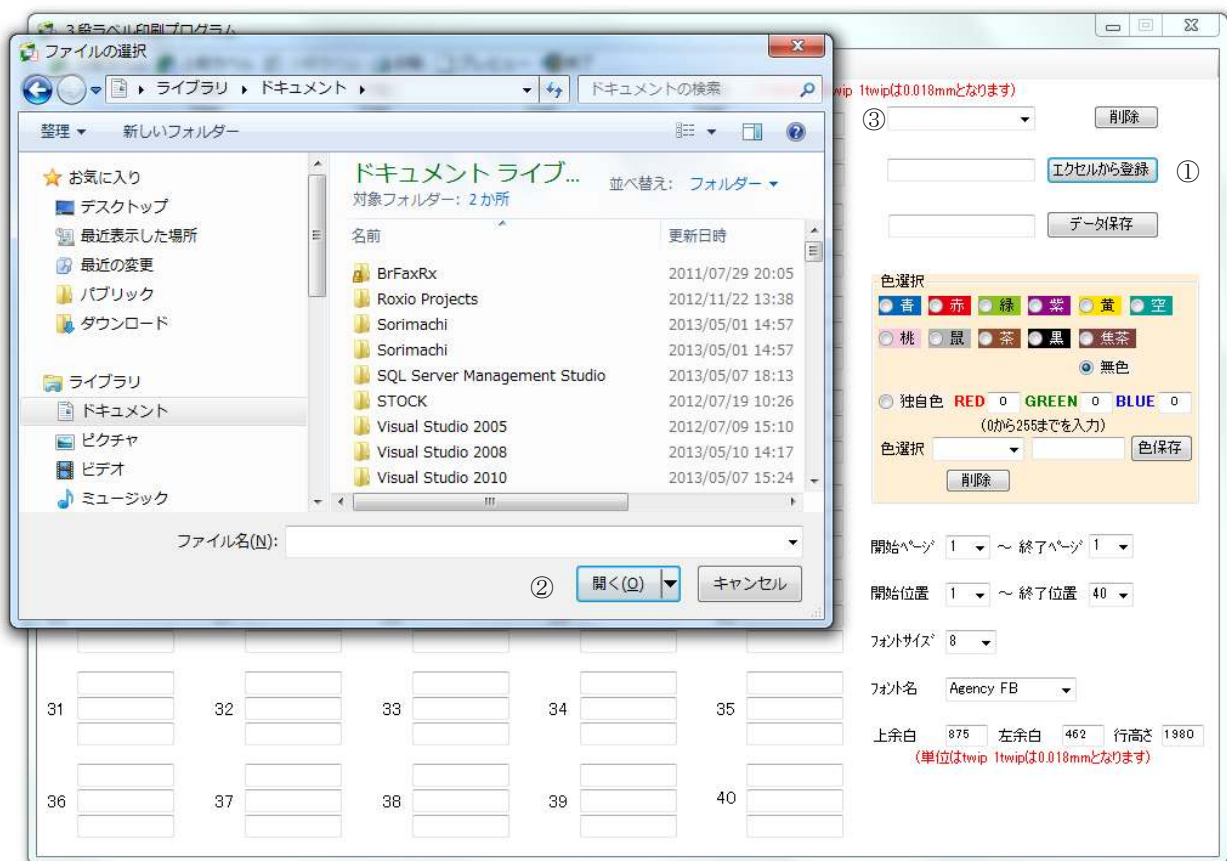 3段ラベル印刷プログラム
ファイルの選択
ライブラリ ドキュメント
ドキュメントの検索
twip 1twipは0.018mmとなります)
整理 新しいフォルダー
③ 削除
お気に入り
デスクトップ
最近表示した場所
最近の変更
パブリック
ダウンロード
ライブラリ
ドキュメント
ピクチャ
ビデオ
ミュージック
ドキュメント ライブ...
対象フォルダー: 2 か所
並べ替え: フォルダー
名前 更新日時
BrFaxRx 2011/07/29 20:05
Roxio Projects 2012/11/22 13:38
Sorimachi 2013/05/01 14:57
Sorimachi 2013/05/01 14:57
SQL Server Management Studio 2013/05/07 18:13
STOCK 2012/07/19 10:26
Visual Studio 2005 2012/07/09 15:10
Visual Studio 2008 2013/05/10 14:17
Visual Studio 2010 2013/05/07 15:24
ファイル名(N):
② 開く(O) キャンセル
エクセルから登録 ①
データ保存
色選択
青 赤 緑 紫 黄 空
桃 鼠 茶 黒 焦茶
無色
独自色 RED 0 GREEN 0 BLUE 0
(0から255までを入力)
色選択 色保存
削除
開始ページ 1 ～ 終了ページ 1
開始位置 1 ～ 終了位置 40
フォントサイズ 8
フォント名 Agency FB
上余白 875 左余白 462 行高さ 1980
(単位はtwip 1twipは0.018mmとなります)
31 32 33 34 35
36 37 38 39 40